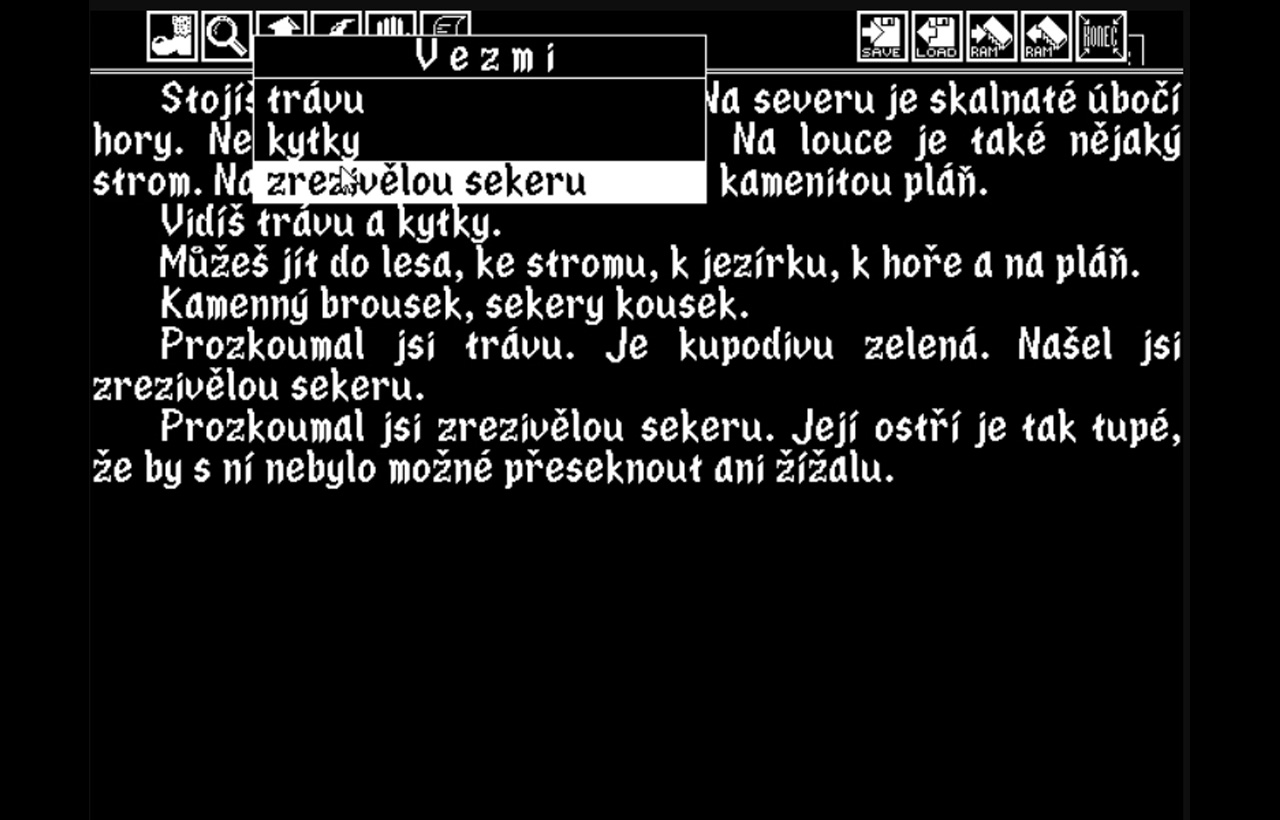 SAVE LOAD RAM RAM KONEC
Vezmi
trávu
kytky
zrezivělou sekeru
Stojíš Na severu je skalnaté úbočí
hory. Ne Na louce je také nějaký
strom. Na kamenitou pláň.
Vidíš trávu a kytky.
Můžeš jít do lesa, ke stromu, k jezírku, k hoře a na pláň.
Kamenný brousek, sekery kousek.
Prozkoumal jsi trávu. Je kupodivu zelená. Našel jsi
zrezivělou sekeru.
Prozkoumal jsi zrezivělou sekeru. Její ostří je tak tupé,
že by s ní nebylo možné přeseknout ani žížalu.